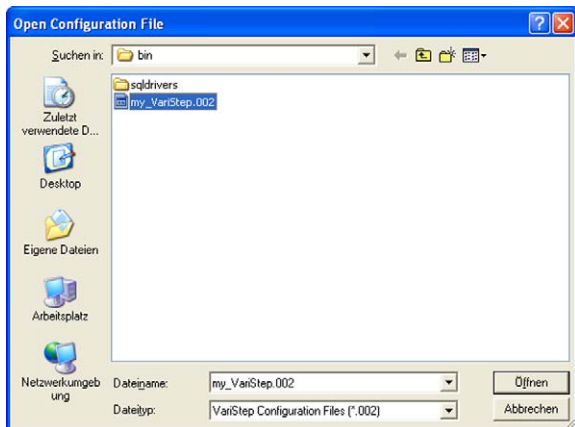 Open Configuration File
Suchen in:
bin
sqldrivers
my_VariStep.002
Zuletzt
verwendete D...
Desktop
Eigene Dateien
Arbeitsplatz
Netzwerkumgeb
ung
Dateiname:
my_VariStep.002
Öffnen
Dateityp:
VariStep Configuration Files (*.002)
Abbrechen